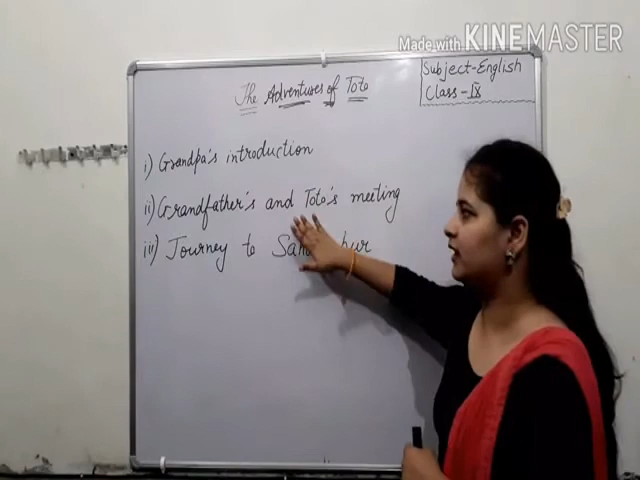 Made with KINEMASTER
Subject-English
Class - IX
The Adventures of Toto
i) Grandpa's introduction
ii) Grandfather's and Toto's meeting
iii) Journey to